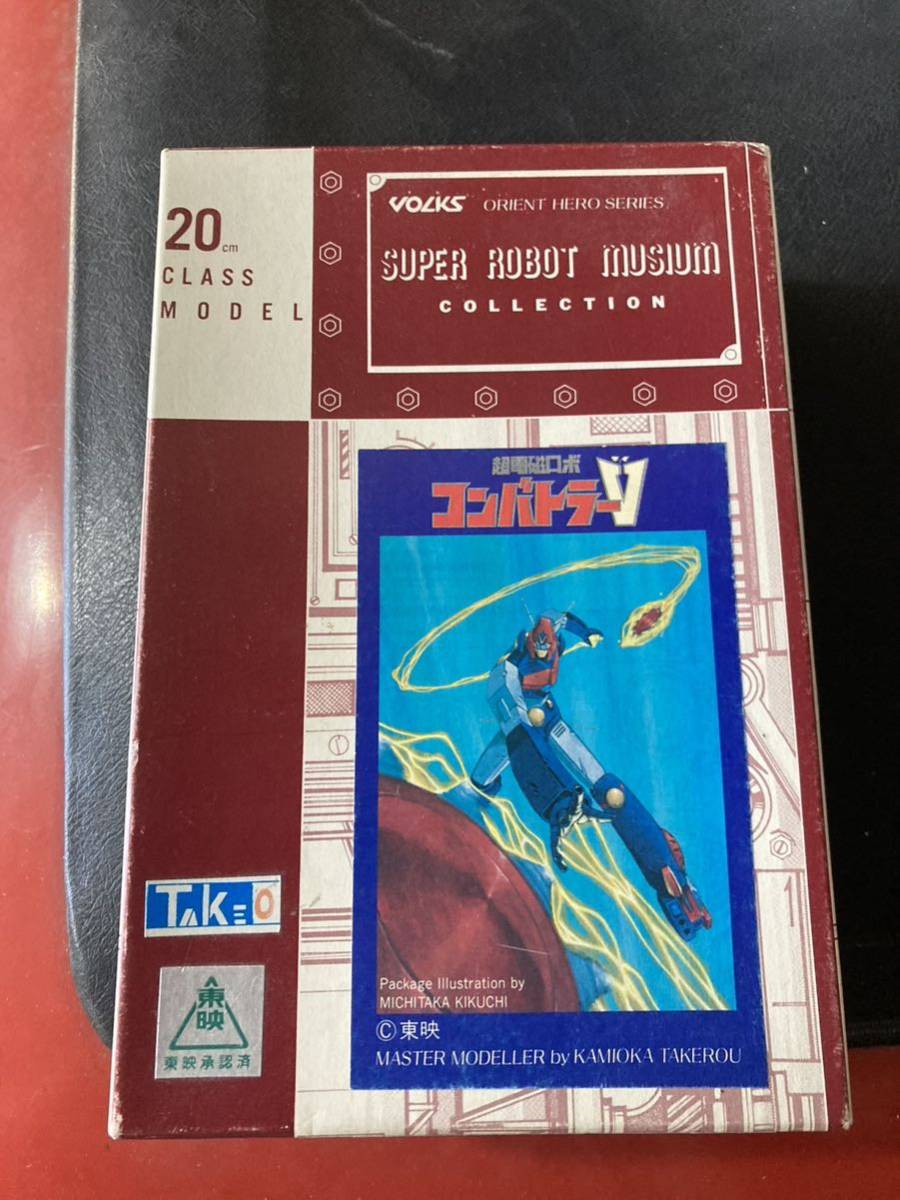 20cm
CLASS
MODEL
VOLKS ORIENT HERO SERIES
SUPER ROBOT MUSIUM
COLLECTION
超電磁ロボ
コンバトラーV
TAKEO
Package Illustration by
MICHITAKA KIKUCHI
©東映
MASTER MODELLER by KAMIOKA TAKEROU
東映
東映承認済